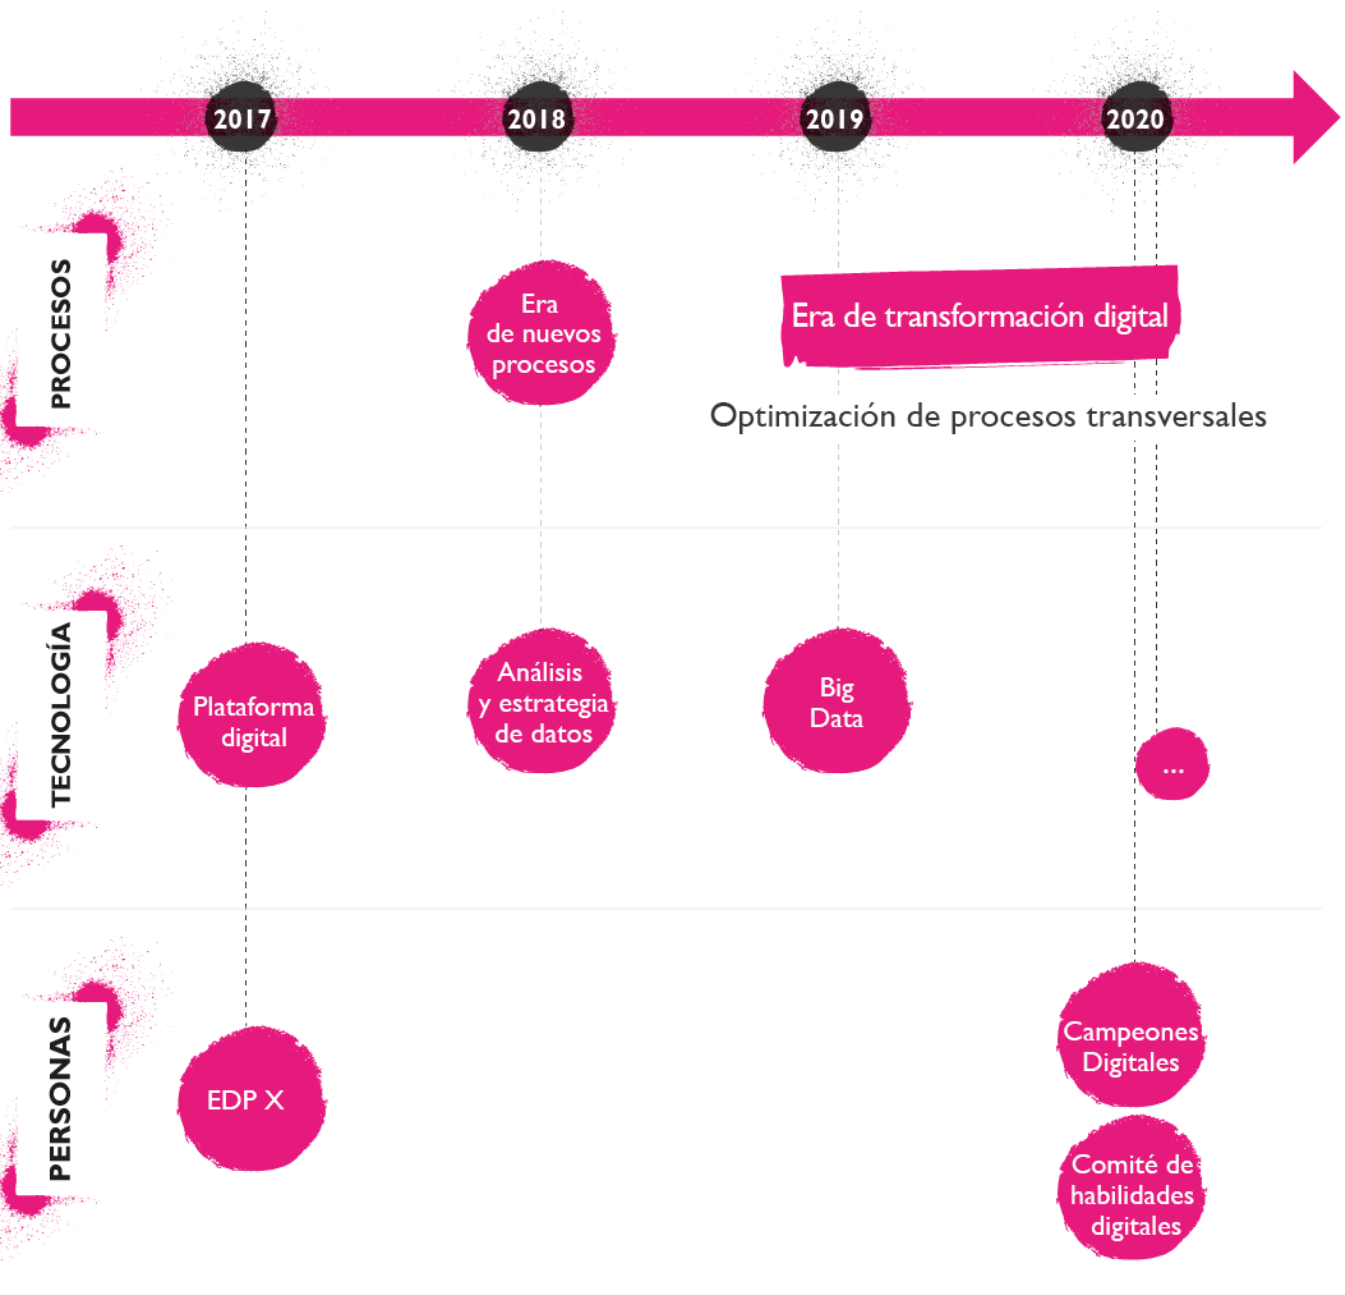 2017
2018
2019
2020
PROCESOS
Era
de nuevos
procesos
Era de transformación digital
Optimización de procesos transversales
TECNOLOGÍA
Plataforma
digital
Análisis
y estrategia
de datos
Big
Data
...
PERSONAS
EDP X
Campeones
Digitales
Comité de
habilidades
digitales